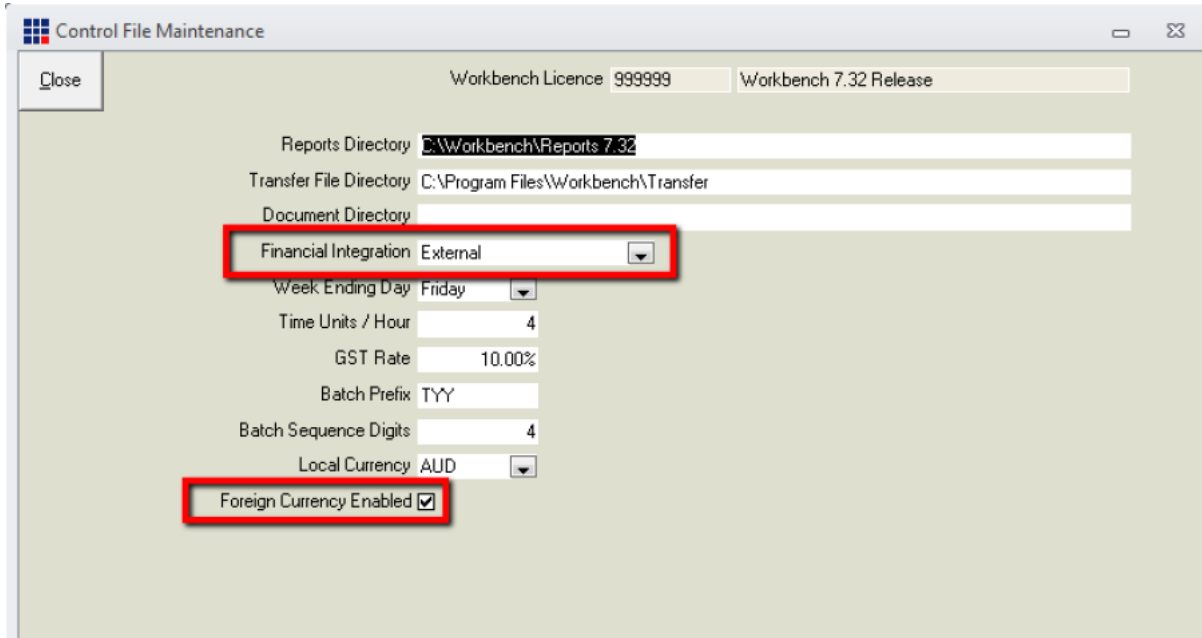 Control File Maintenance
Close
Workbench Licence 999999 Workbench 7.32 Release
Reports Directory C:\Workbench\Reports 7.32
Transfer File Directory C:\Program Files\Workbench\Transfer
Document Directory
Financial Integration External
Week Ending Day Friday
Time Units / Hour 4
GST Rate 10.00%
Batch Prefix TYY
Batch Sequence Digits 4
Local Currency AUD
Foreign Currency Enabled